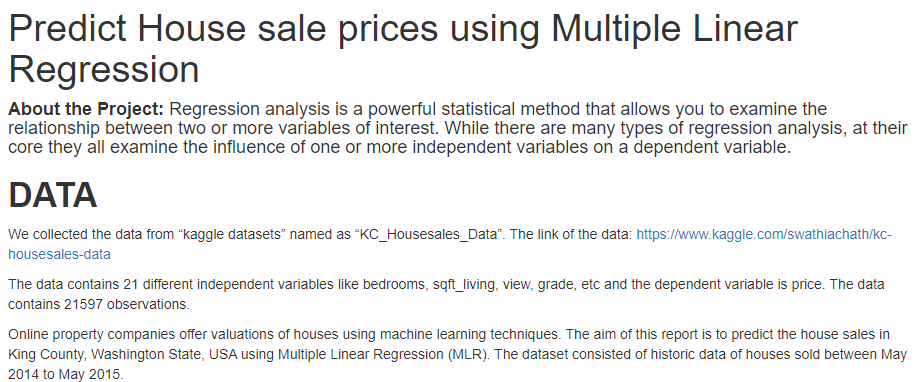 Predict House sale prices using Multiple Linear
Regression
About the Project: Regression analysis is a powerful statistical method that allows you to examine the
relationship between two or more variables of interest. While there are many types of regression analysis, at their
core they all examine the influence of one or more independent variables on a dependent variable.
DATA
We collected the data from “kaggle datasets” named as “KC_Housesales_Data”. The link of the data: https://www.kaggle.com/swathiachath/kc-
housesales-data
The data contains 21 different independent variables like bedrooms, sqft_living, view, grade, etc and the dependent variable is price. The data
contains 21597 observations.
Online property companies offer valuations of houses using machine learning techniques. The aim of this report is to predict the house sales in
King County, Washington State, USA using Multiple Linear Regression (MLR). The dataset consisted of historic data of houses sold between May
2014 to May 2015.